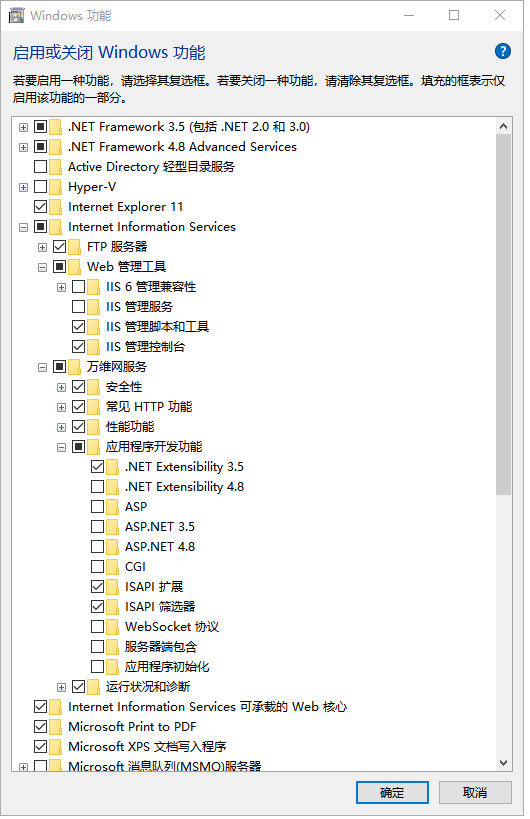 Windows 功能
启用或关闭 Windows 功能
?
若要启用一种功能，请选择其复选框。若要关闭一种功能，请清除其复选框。填充的框表示仅
启用该功能的一部分。
.NET Framework 3.5 (包括 .NET 2.0 和 3.0)
.NET Framework 4.8 Advanced Services
Active Directory 轻型目录服务
Hyper-V
Internet Explorer 11
Internet Information Services
FTP 服务器
Web 管理工具
IIS 6 管理兼容性
IIS 管理服务
IIS 管理脚本和工具
IIS 管理控制台
万维网服务
安全性
常见 HTTP 功能
性能功能
应用程序开发功能
.NET Extensibility 3.5
.NET Extensibility 4.8
ASP
ASP.NET 3.5
ASP.NET 4.8
CGI
ISAPI 扩展
ISAPI 筛选器
WebSocket 协议
服务器端包含
应用程序初始化
运行状况和诊断
Internet Information Services 可承载的 Web 核心
Microsoft Print to PDF
Microsoft XPS 文档写入程序
Microsoft 消息队列(MSMQ)服务器
确定
取消